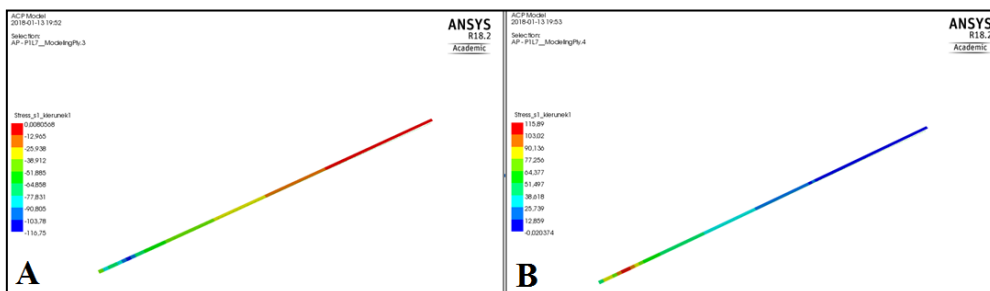 ACP Model
2018-01-13 19:52
Selection:
AP - P1L7__ModelingPly.3
ANSYS
R18.2
Academic
Stress_s1_kierunek1
0,0080568
-12,965
-25,938
-38,912
-51,885
-64,858
-77,831
-90,805
-103,78
-116,75
A
ACP Model
2018-01-13 19:53
Selection:
AP - P1L7__ModelingPly.4
ANSYS
R18.2
Academic
Stress_s1_kierunek1
115,89
103,02
90,136
77,256
64,377
51,497
38,618
25,739
12,859
-0,020374
B